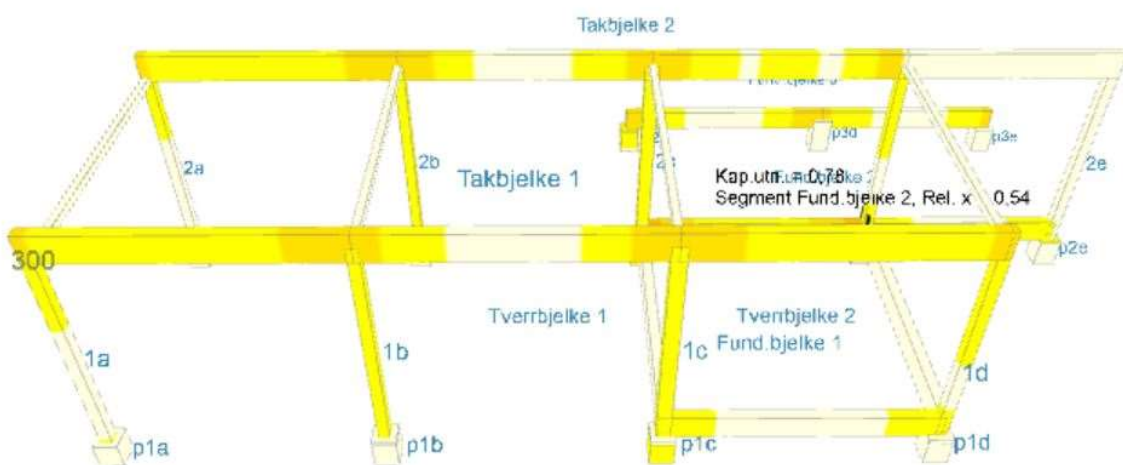 Takbjelke 2
p3d
p3e
2a
2b
2e
Takbjelke 1
Kap.utn. = 0,78
Segment Fund.bjelke 2, Rel. x = 0,54
300
p2e
Tverrbjelke 1
Tverrbjelke 2
Fund.bjelke 1
1a
1b
1c
1d
p1a
p1b
p1c
p1d